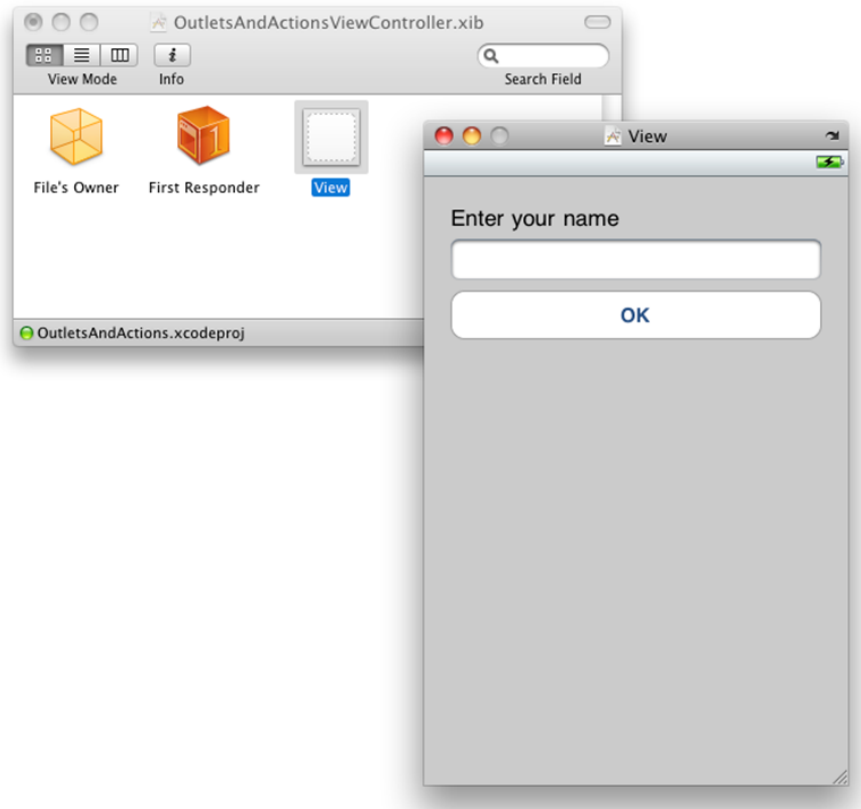 OutletsAndActionsViewController.xib
View Mode
Info
Search Field
File's Owner
First Responder
View
OutletsAndActions.xcodeproj
View
Enter your name
OK